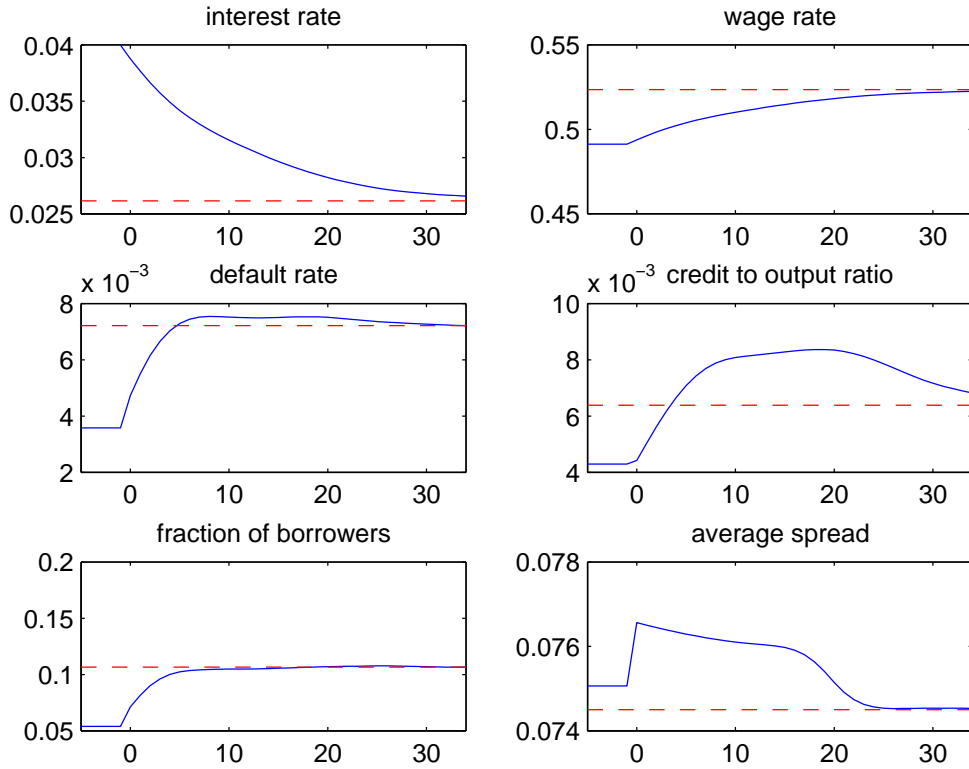 interest rate
0.04
0.035
0.03
0.025
0 10 20 30
wage rate
0.55
0.5
0.45
0 10 20 30
x 10⁻³
default rate
8
6
4
2
0 10 20 30
x 10⁻³
credit to output ratio
10
8
6
4
0 10 20 30
fraction of borrowers
0.2
0.15
0.1
0.05
0 10 20 30
average spread
0.078
0.076
0.074
0 10 20 30